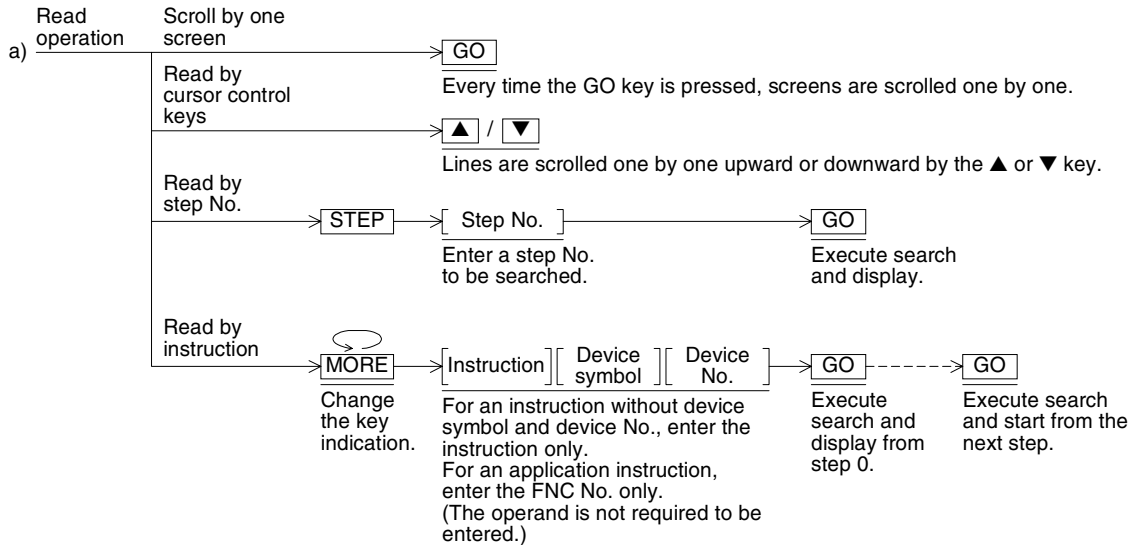 Read
operation
a)
Scroll by one
screen
GO
Every time the GO key is pressed, screens are scrolled one by one.
Read by
cursor control
keys
▲ / ▼
Lines are scrolled one by one upward or downward by the ▲ or ▼ key.
Read by
step No.
STEP
Step No.
GO
Enter a step No.
to be searched.
Execute search
and display.
Read by
instruction
MORE
Instruction
Device
symbol
Device
No.
GO
GO
Change
the key
indication.
For an instruction without device
symbol and device No., enter the
instruction only.
For an application instruction,
enter the FNC No. only.
(The operand is not required to be
entered.)
Execute
search and
display from
step 0.
Execute search
and start from the
next step.